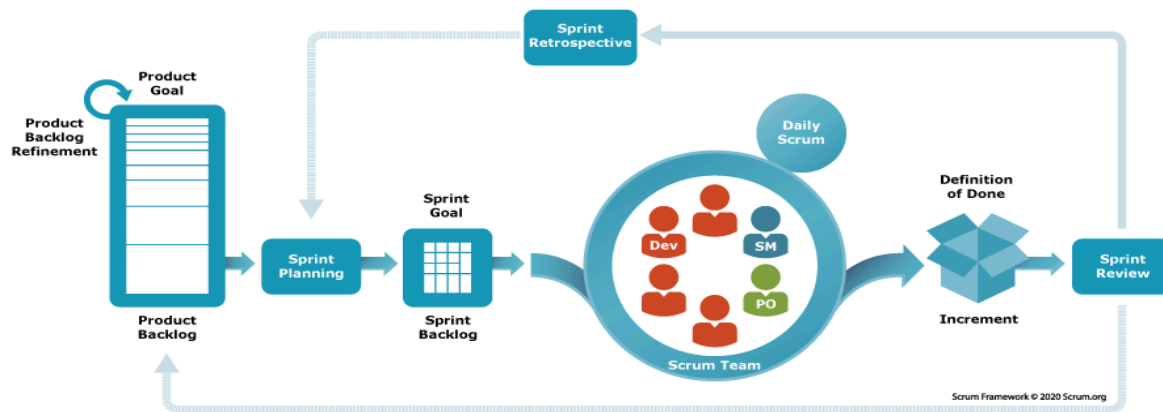 Sprint
Retrospective
Product
Goal
Product
Backlog
Refinement
Daily
Scrum
Definition
of Done
Sprint
Goal
Dev
SM
Sprint
Planning
Sprint
Review
PO
Product
Backlog
Sprint
Backlog
Increment
Scrum Team
Scrum Framework © 2020 Scrum.org